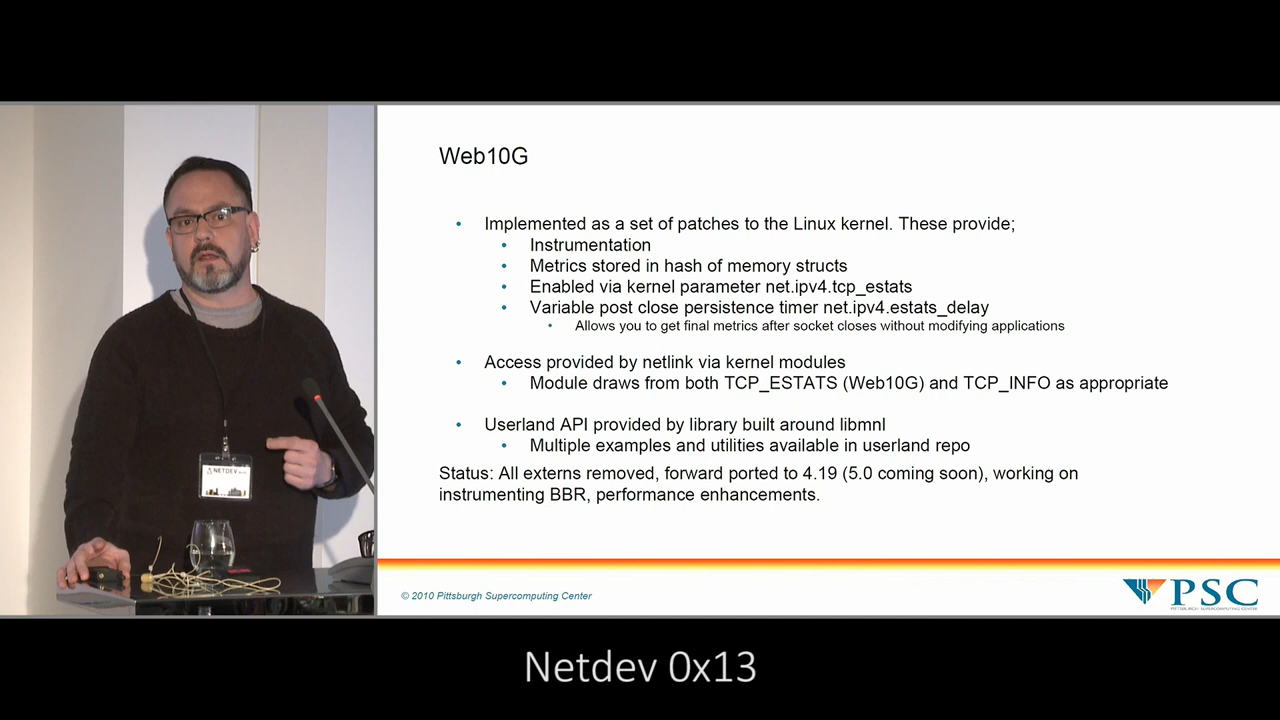 Web10G
Implemented as a set of patches to the Linux kernel. These provide;
Instrumentation
Metrics stored in hash of memory structs
Enabled via kernel parameter net.ipv4.tcp_estats
Variable post close persistence timer net.ipv4.estats_delay
Allows you to get final metrics after socket closes without modifying applications
Access provided by netlink via kernel modules
Module draws from both TCP_ESTATS (Web10G) and TCP_INFO as appropriate
Userland API provided by library built around libmnl
Multiple examples and utilities available in userland repo
Status: All externs removed, forward ported to 4.19 (5.0 coming soon), working on
instrumenting BBR, performance enhancements.
© 2010 Pittsburgh Supercomputing Center
PSC
PITTSBURGH SUPERCOMPUTING CENTER
NETDEV
Netdev 0x13